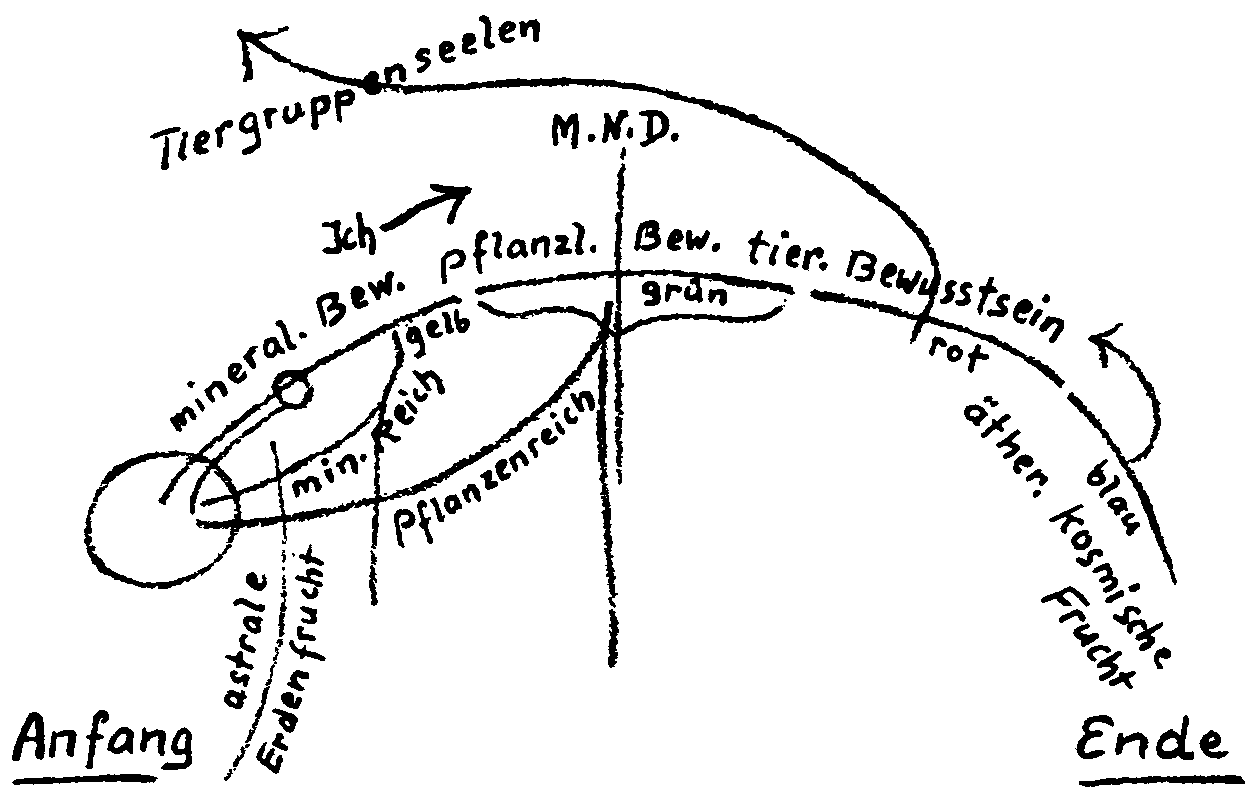 Tiergruppenseelen
M.N.D.
Ich
mineral. Bew. Pflanzl. Bew. tier. Bewusstsein
gelb
grün
rot
blau
min. Reich
Pflanzenreich
äther. kosmische
Frucht
astrale
Erdenfrucht
Anfang
Ende